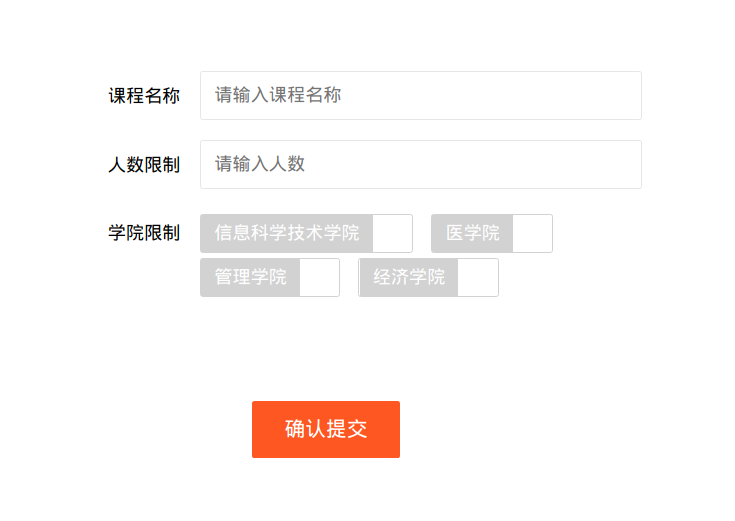 课程名称 请输入课程名称
人数限制 请输入人数
学院限制 信息科学技术学院 医学院
管理学院 经济学院
确认提交